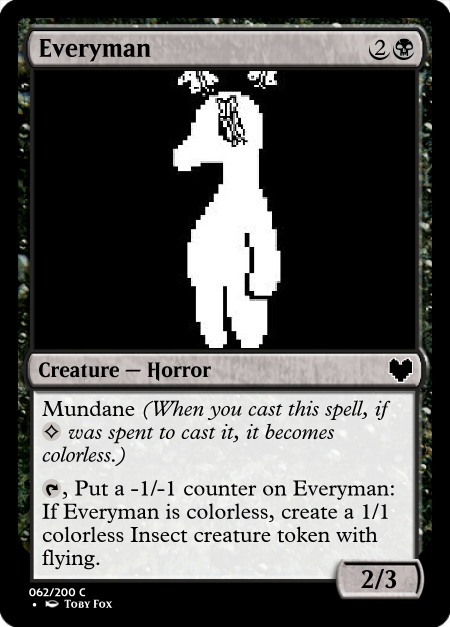 Everyman 2
Creature — Horror
Mundane (When you cast this spell, if
was spent to cast it, it becomes
colorless.)
, Put a -1/-1 counter on Everyman:
If Everyman is colorless, create a 1/1
colorless Insect creature token with
flying.
2/3
062/200 C
• Toby Fox